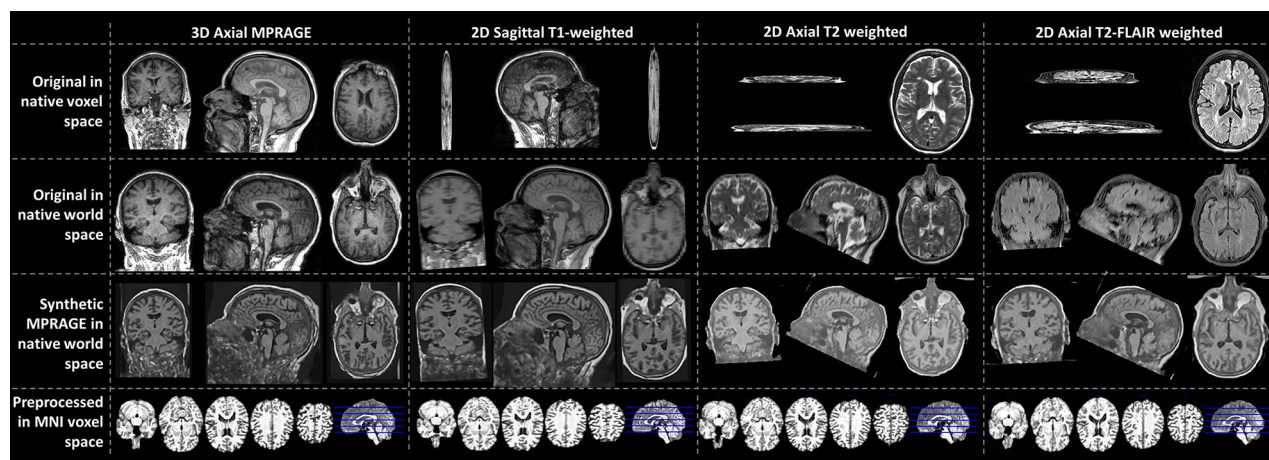 3D Axial MPRAGE
2D Sagittal T1-weighted
2D Axial T2 weighted
2D Axial T2-FLAIR weighted
Original in
native voxel
space
Original in
native world
space
Synthetic
MPRAGE in
native world
space
Preprocessed
in MNI voxel
space